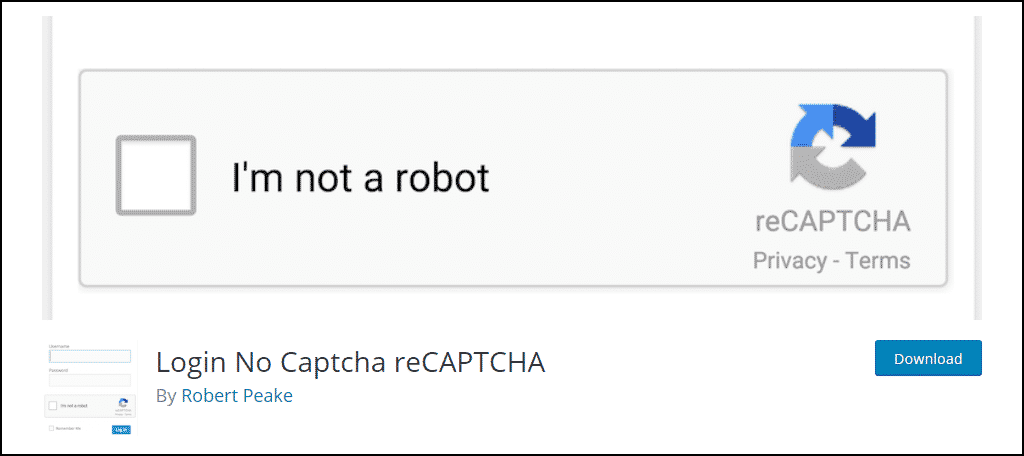 I'm not a robot
reCAPTCHA
Privacy - Terms
Login No Captcha reCAPTCHA
Download
By Robert Peake
Username
Password
I'm not a robot
reCAPTCHA
Remember Me
Log In